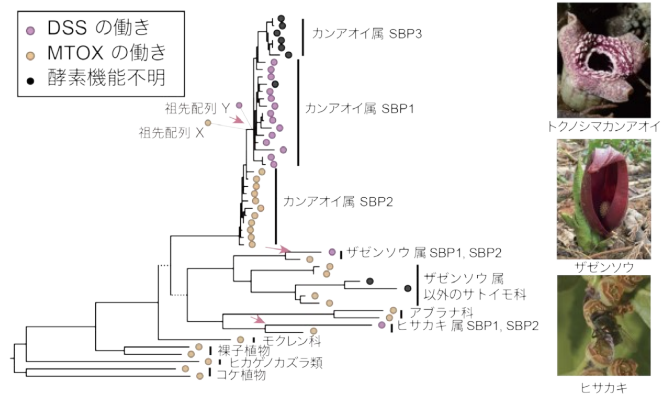 DSS の働き
MTOX の働き
酵素機能不明
カンアオイ属 SBP3
カンアオイ属 SBP1
祖先配列 Y
祖先配列 X
カンアオイ属 SBP2
ザゼンソウ 属 SBP1, SBP2
ザゼンソウ 属
以外のサトイモ科
アブラナ科
ヒサカキ 属 SBP1, SBP2
モクレン科
裸子植物
ヒカゲノカズラ類
コケ植物
トクノシマカンアオイ
ザゼンソウ
ヒサカキ